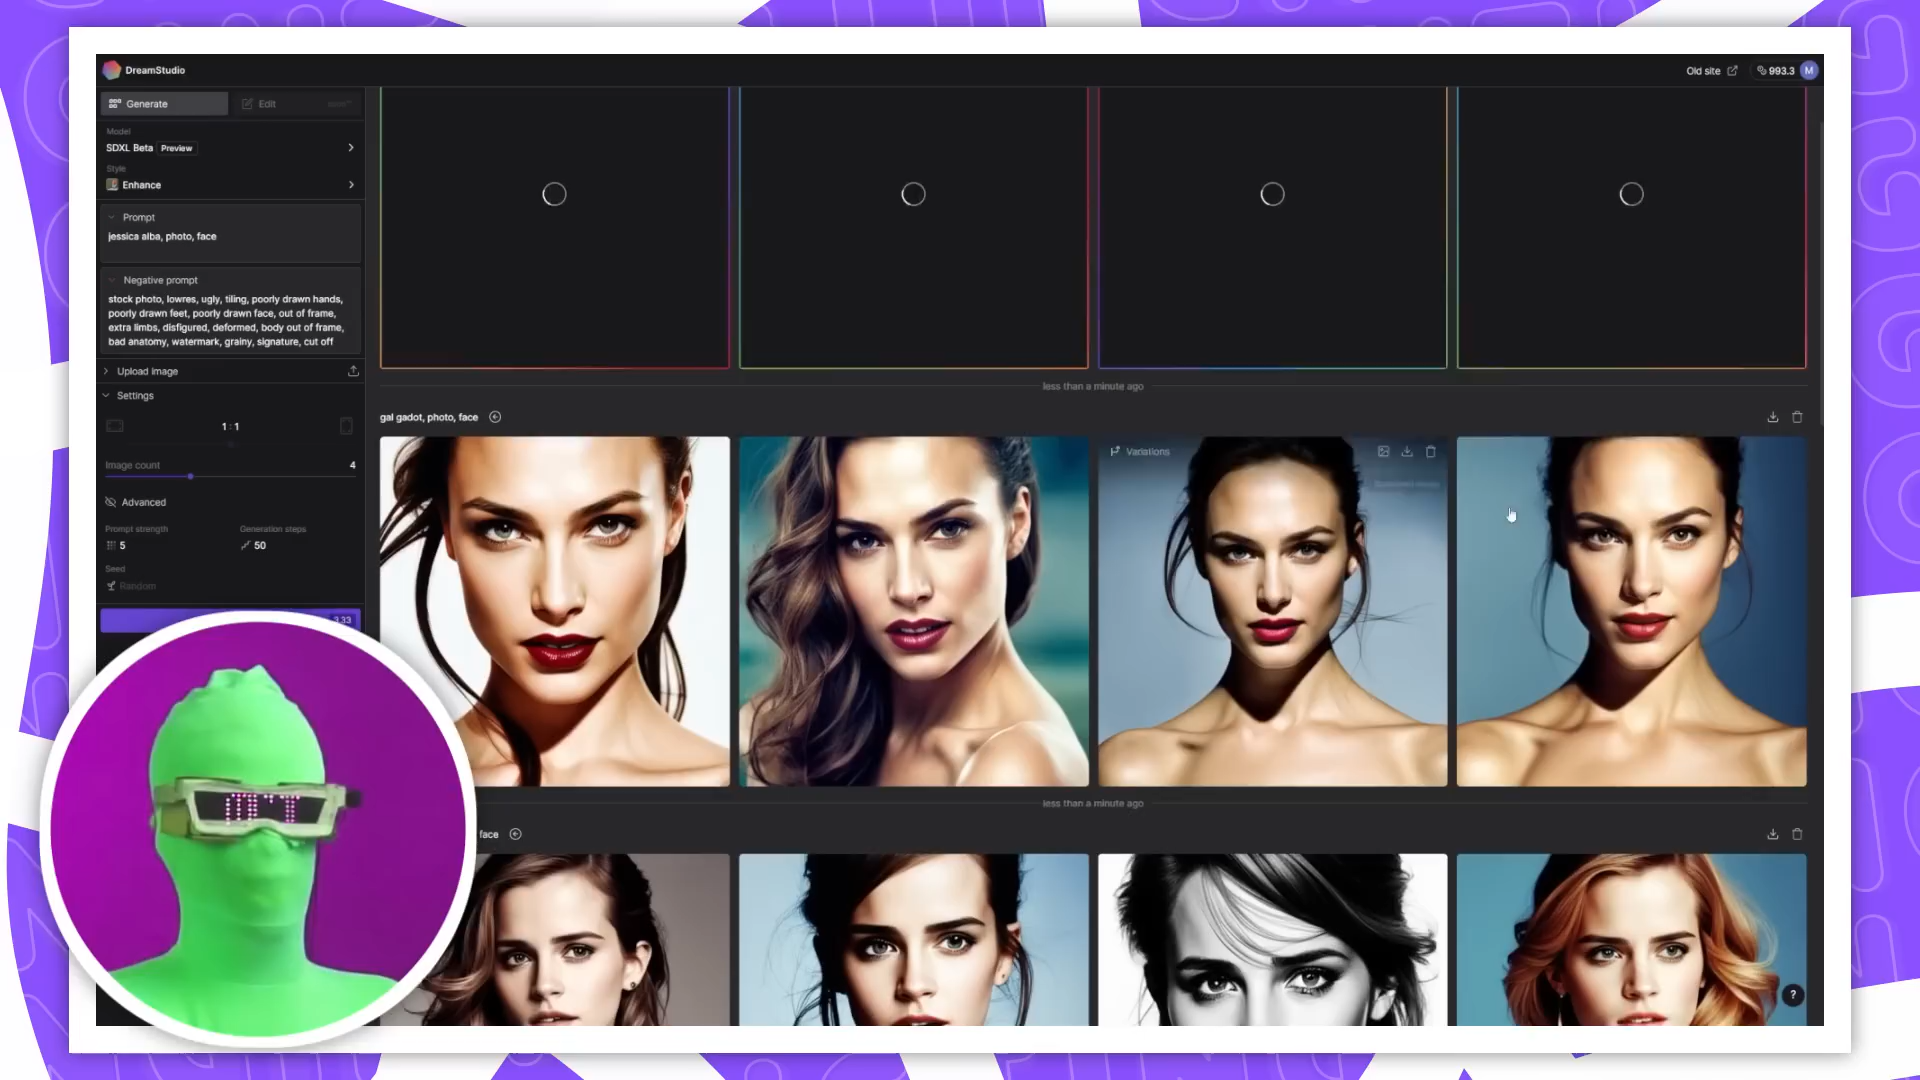 DreamStudio
Old site
993.3
M
Generate
Edit
Model
SDXL Beta Preview
Style
Enhance
Prompt
jessica alba, photo, face
Negative prompt
stock photo, lowres, ugly, tiling, poorly drawn hands,
poorly drawn feet, poorly drawn face, out of frame,
extra limbs, disfigured, deformed, body out of frame,
bad anatomy, watermark, grainy, signature, cut off
Upload image
Settings
1 : 1
Image count
4
Advanced
Prompt strength
Generation steps
5
50
Seed
Random
3.33
less than a minute ago
gal gadot, photo, face
Variations
less than a minute ago
face
?